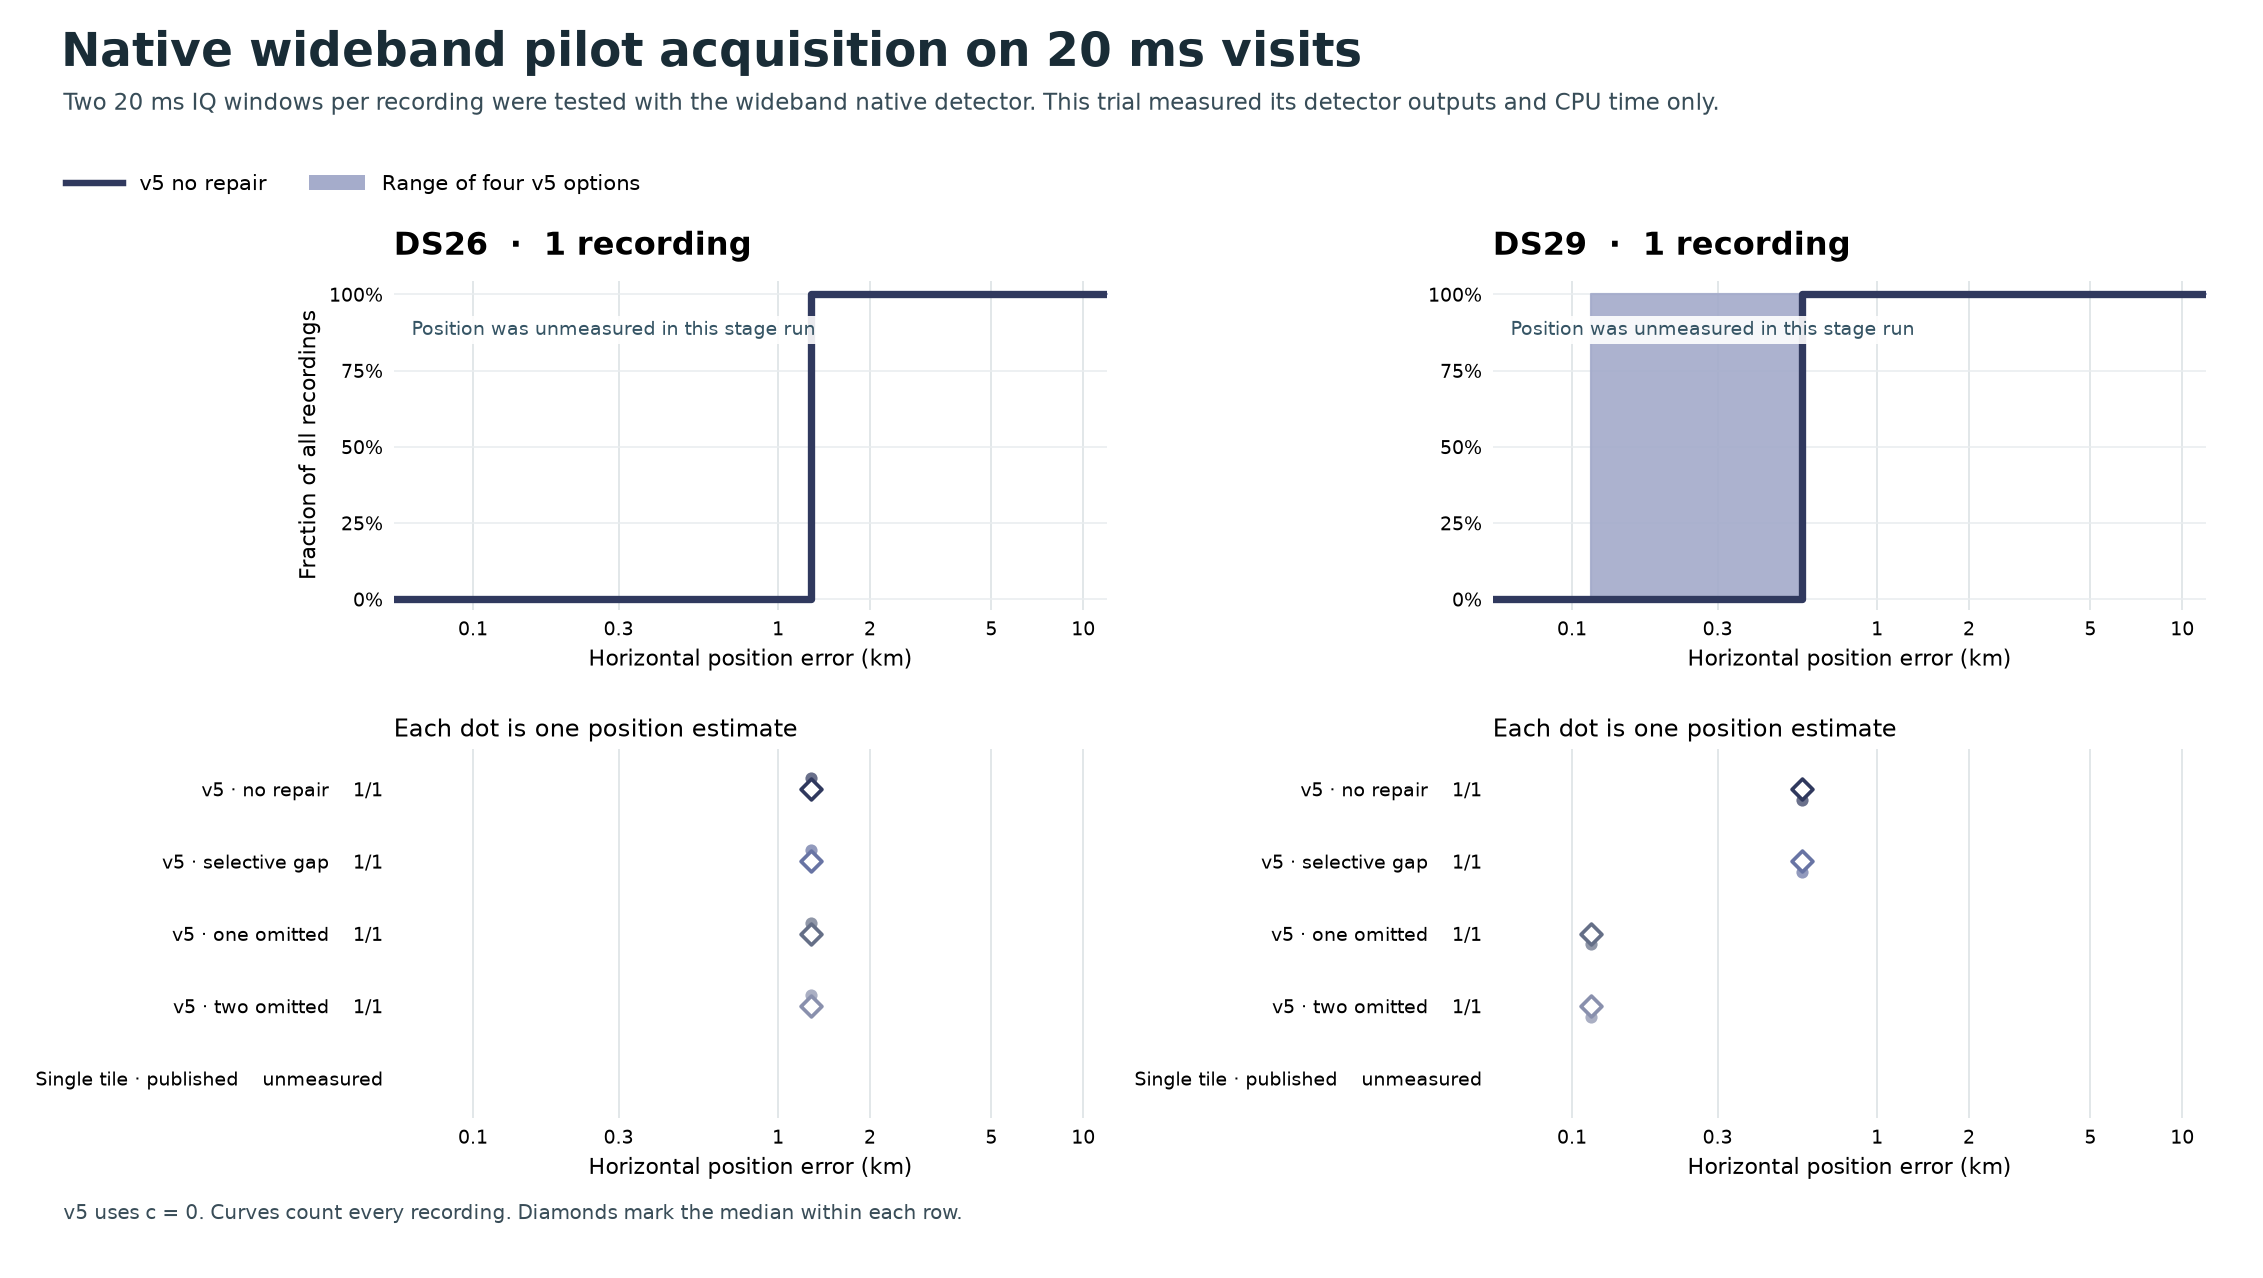 Native wideband pilot acquisition on 20 ms visits
Two 20 ms IQ windows per recording were tested with the wideband native detector. This trial measured its detector outputs and CPU time only.
v5 no repair
Range of four v5 options
DS26 · 1 recording
Fraction of all recordings
100%
75%
50%
25%
0%
Position was unmeasured in this stage run
0.1 0.3 1 2 5 10
Horizontal position error (km)
DS29 · 1 recording
100%
75%
50%
25%
0%
Position was unmeasured in this stage run
0.1 0.3 1 2 5 10
Horizontal position error (km)
Each dot is one position estimate
v5 · no repair 1/1
v5 · selective gap 1/1
v5 · one omitted 1/1
v5 · two omitted 1/1
Single tile · published unmeasured
0.1 0.3 1 2 5 10
Horizontal position error (km)
Each dot is one position estimate
v5 · no repair 1/1
v5 · selective gap 1/1
v5 · one omitted 1/1
v5 · two omitted 1/1
Single tile · published unmeasured
0.1 0.3 1 2 5 10
Horizontal position error (km)
v5 uses c = 0. Curves count every recording. Diamonds mark the median within each row.